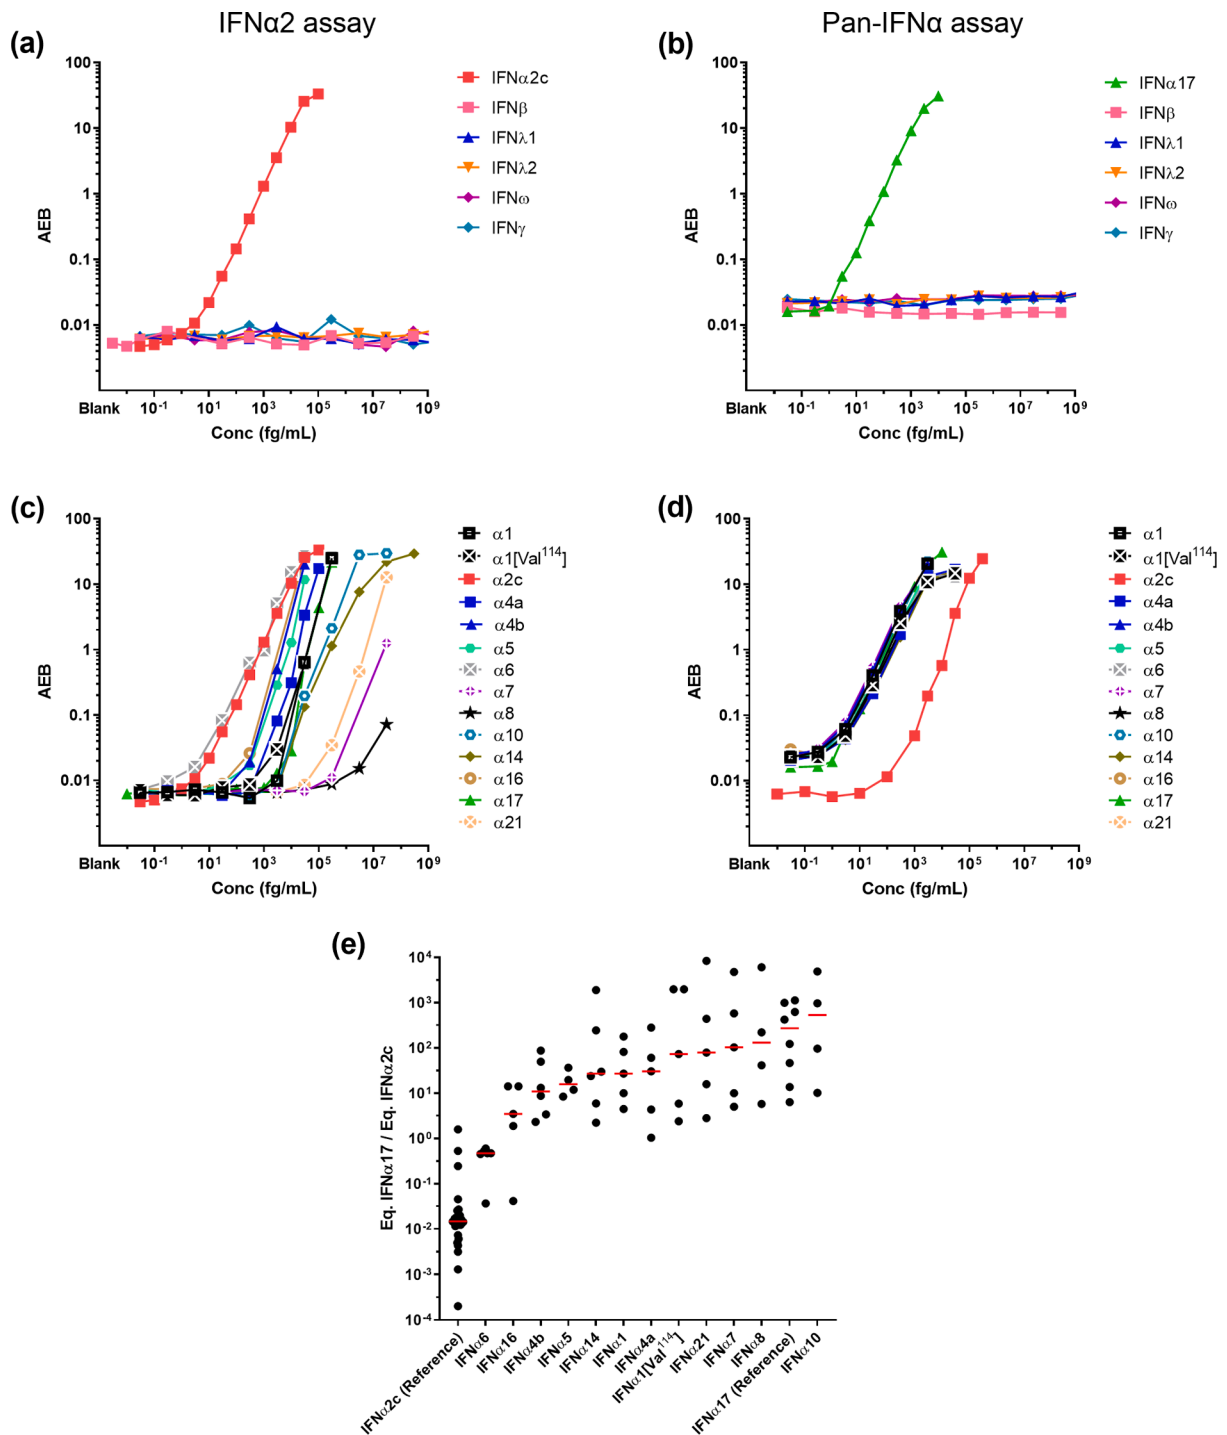 IFNα2 assay
Pan-IFNα assay
(a)
100
10
1
0.1
0.01
AEB
Blank 10⁻¹ 10¹ 10³ 10⁵ 10⁷ 10⁹
Conc (fg/mL)
IFNα2c
IFNβ
IFNλ1
IFNλ2
IFNω
IFNγ
(b)
100
10
1
0.1
0.01
AEB
Blank 10⁻¹ 10¹ 10³ 10⁵ 10⁷ 10⁹
Conc (fg/mL)
IFNα17
IFNβ
IFNλ1
IFNλ2
IFNω
IFNγ
(c)
100
10
1
0.1
0.01
AEB
Blank 10⁻¹ 10¹ 10³ 10⁵ 10⁷ 10⁹
Conc (fg/mL)
α1
α1[Val¹¹⁴]
α2c
α4a
α4b
α5
α6
α7
α8
α10
α14
α16
α17
α21
(d)
100
10
1
0.1
0.01
AEB
Blank 10⁻¹ 10¹ 10³ 10⁵ 10⁷ 10⁹
Conc (fg/mL)
α1
α1[Val¹¹⁴]
α2c
α4a
α4b
α5
α6
α7
α8
α10
α14
α16
α17
α21
(e)
10⁴
10³
10²
10¹
10⁰
10⁻¹
10⁻²
10⁻³
10⁻⁴
Eq. IFNα17 / Eq. IFNα2c
IFNα2c (Reference)
IFNα6
IFNα16
IFNα4b
IFNα5
IFNα14
IFNα1
IFNα4a
IFNα1[Val¹¹⁴]
IFNα21
IFNα7
IFNα8
IFNα17 (Reference)
IFNα10